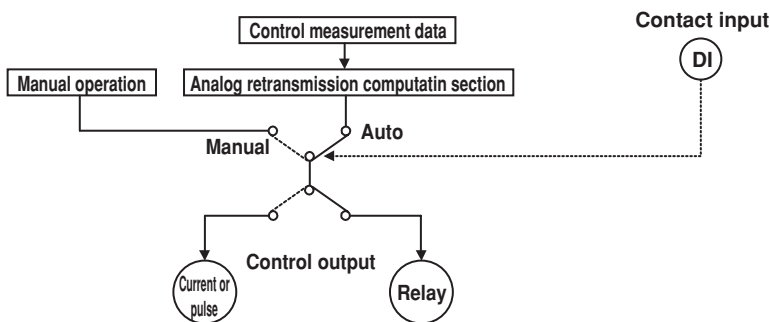 Control measurement data
Contact input
DI
Manual operation
Analog retransmission computatin section
Manual
Auto
Control output
Current or
pulse
Relay